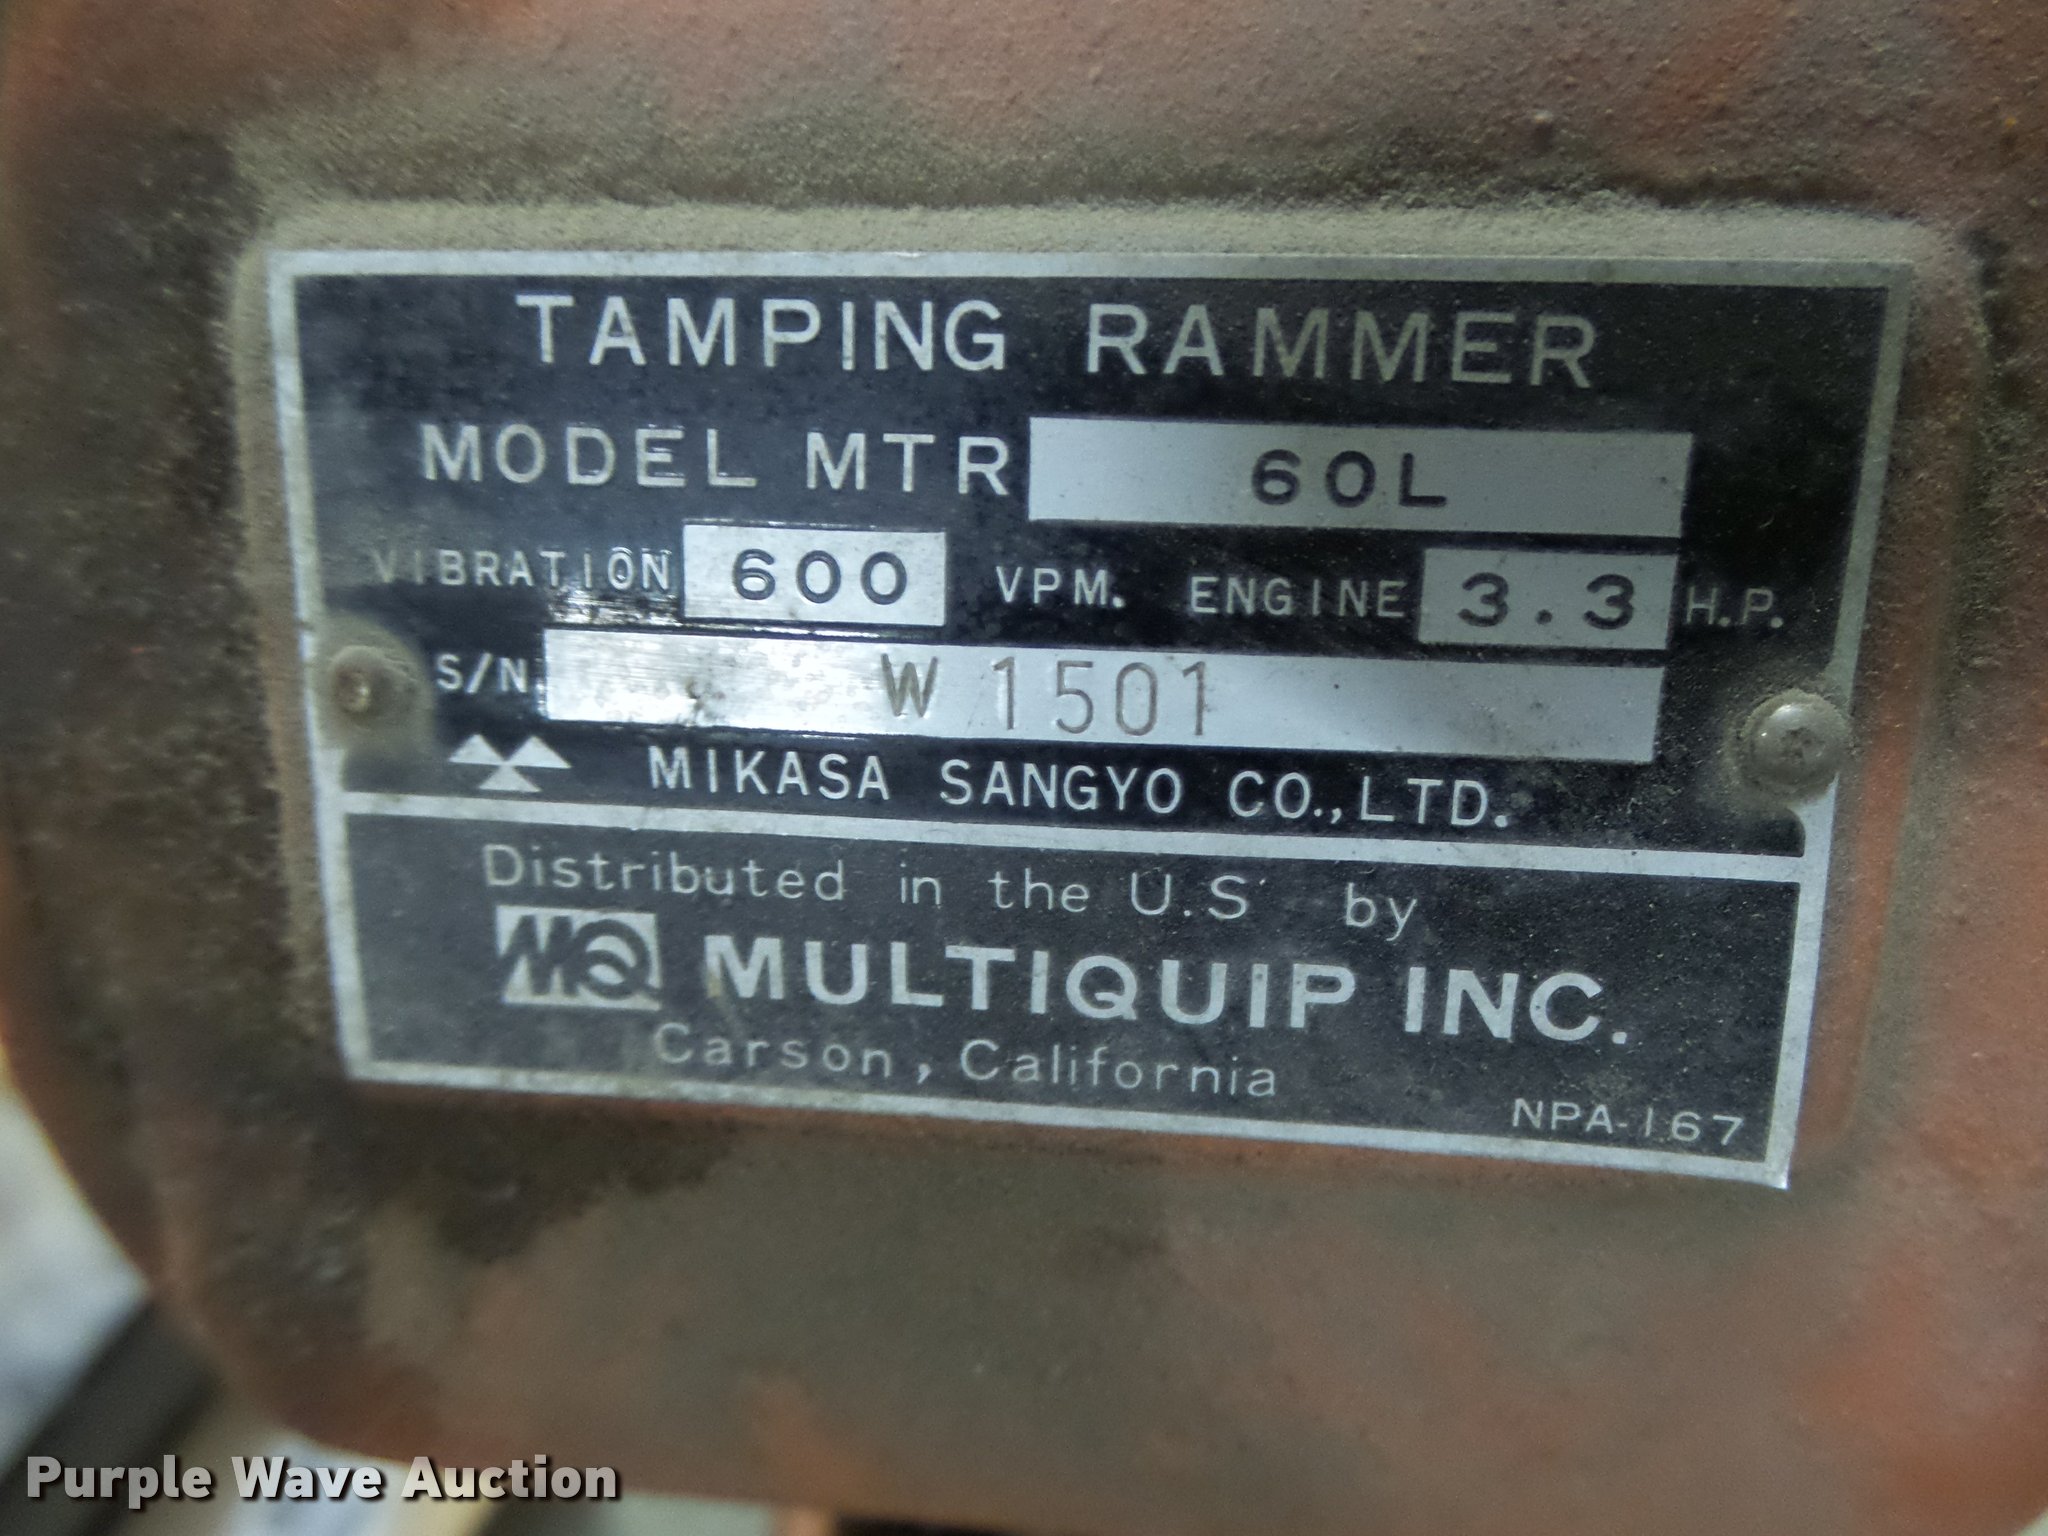 TAMPING RAMMER
MODEL MTR 60L
VIBRATION 600 VPM. ENGINE 3.3 H.P.
S/N. W 1501
MIKASA SANGYO CO.,LTD.
Distributed in the U.S by
MQ MULTIQUIP INC.
Carson, California
NPA-167
Purple Wave Auction